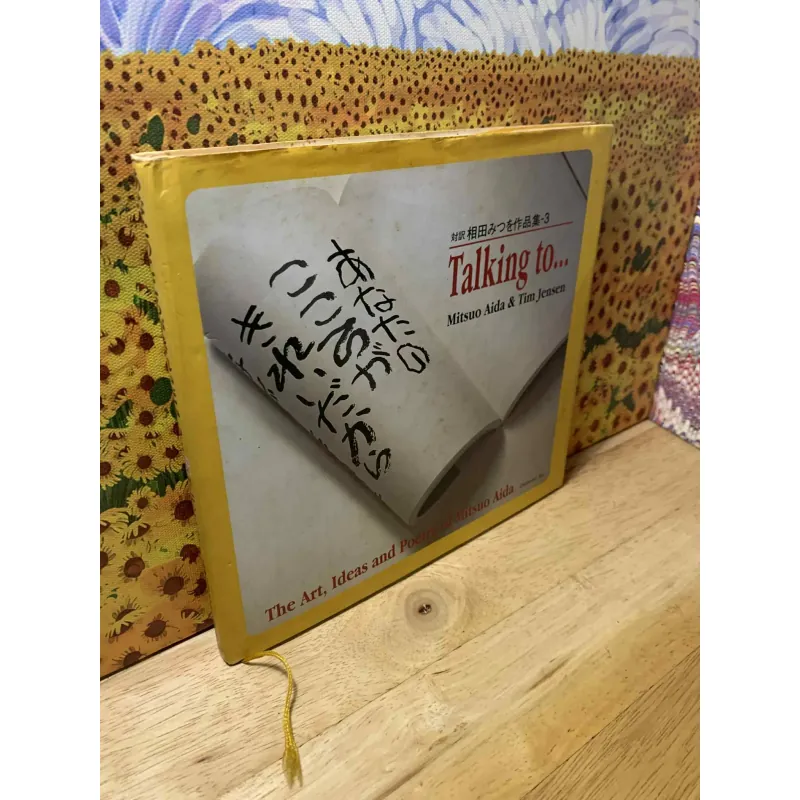 対訳 相田みつを作品集-3
Talking to...
Mitsuo Aida & Tim Jensen
あなたの
こころが
きれいだから
The Art, Ideas and Poetry of Mitsuo Aida